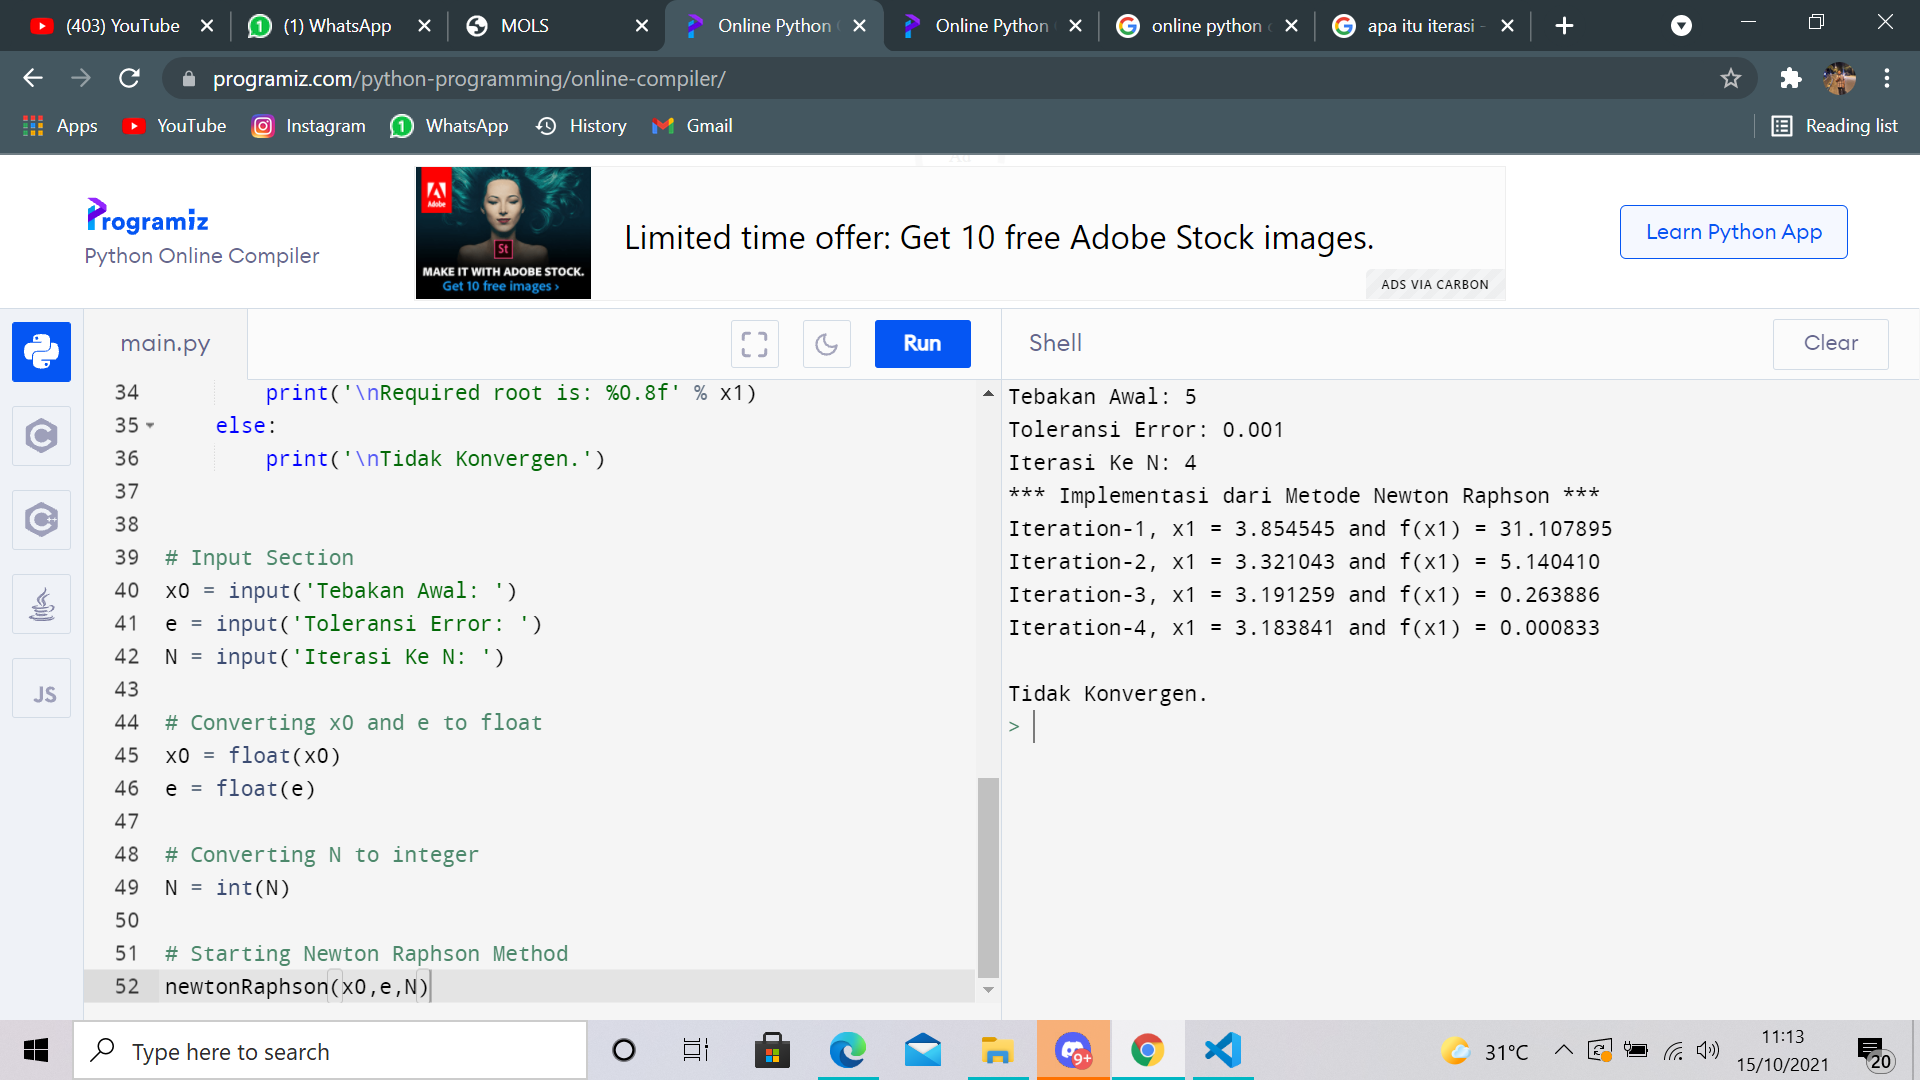 (403) YouTube
(1) WhatsApp
MOLS
Online Python
Online Python
online python
apa itu iterasi -
programiz.com/python-programming/online-compiler/
Apps
YouTube
Instagram
WhatsApp
History
Gmail
Reading list
Ad
Adobe
St
MAKE IT WITH ADOBE STOCK.
Get 10 free images ›
Limited time offer: Get 10 free Adobe Stock images.
ADS VIA CARBON
Programiz
Python Online Compiler
Learn Python App
main.py
Run
Shell
Clear
C
C++
JS
34 print('\nRequired root is: %0.8f' % x1)
35 else:
36 print('\nTidak Konvergen.')
37
38
39 # Input Section
40 x0 = input('Tebakan Awal: ')
41 e = input('Toleransi Error: ')
42 N = input('Iterasi Ke N: ')
43
44 # Converting x0 and e to float
45 x0 = float(x0)
46 e = float(e)
47
48 # Converting N to integer
49 N = int(N)
50
51 # Starting Newton Raphson Method
52 newtonRaphson(x0,e,N)
Tebakan Awal: 5
Toleransi Error: 0.001
Iterasi Ke N: 4
*** Implementasi dari Metode Newton Raphson ***
Iteration-1, x1 = 3.854545 and f(x1) = 31.107895
Iteration-2, x1 = 3.321043 and f(x1) = 5.140410
Iteration-3, x1 = 3.191259 and f(x1) = 0.263886
Iteration-4, x1 = 3.183841 and f(x1) = 0.000833
Tidak Konvergen.
>
Type here to search
9+
31°C
11:13
15/10/2021
20